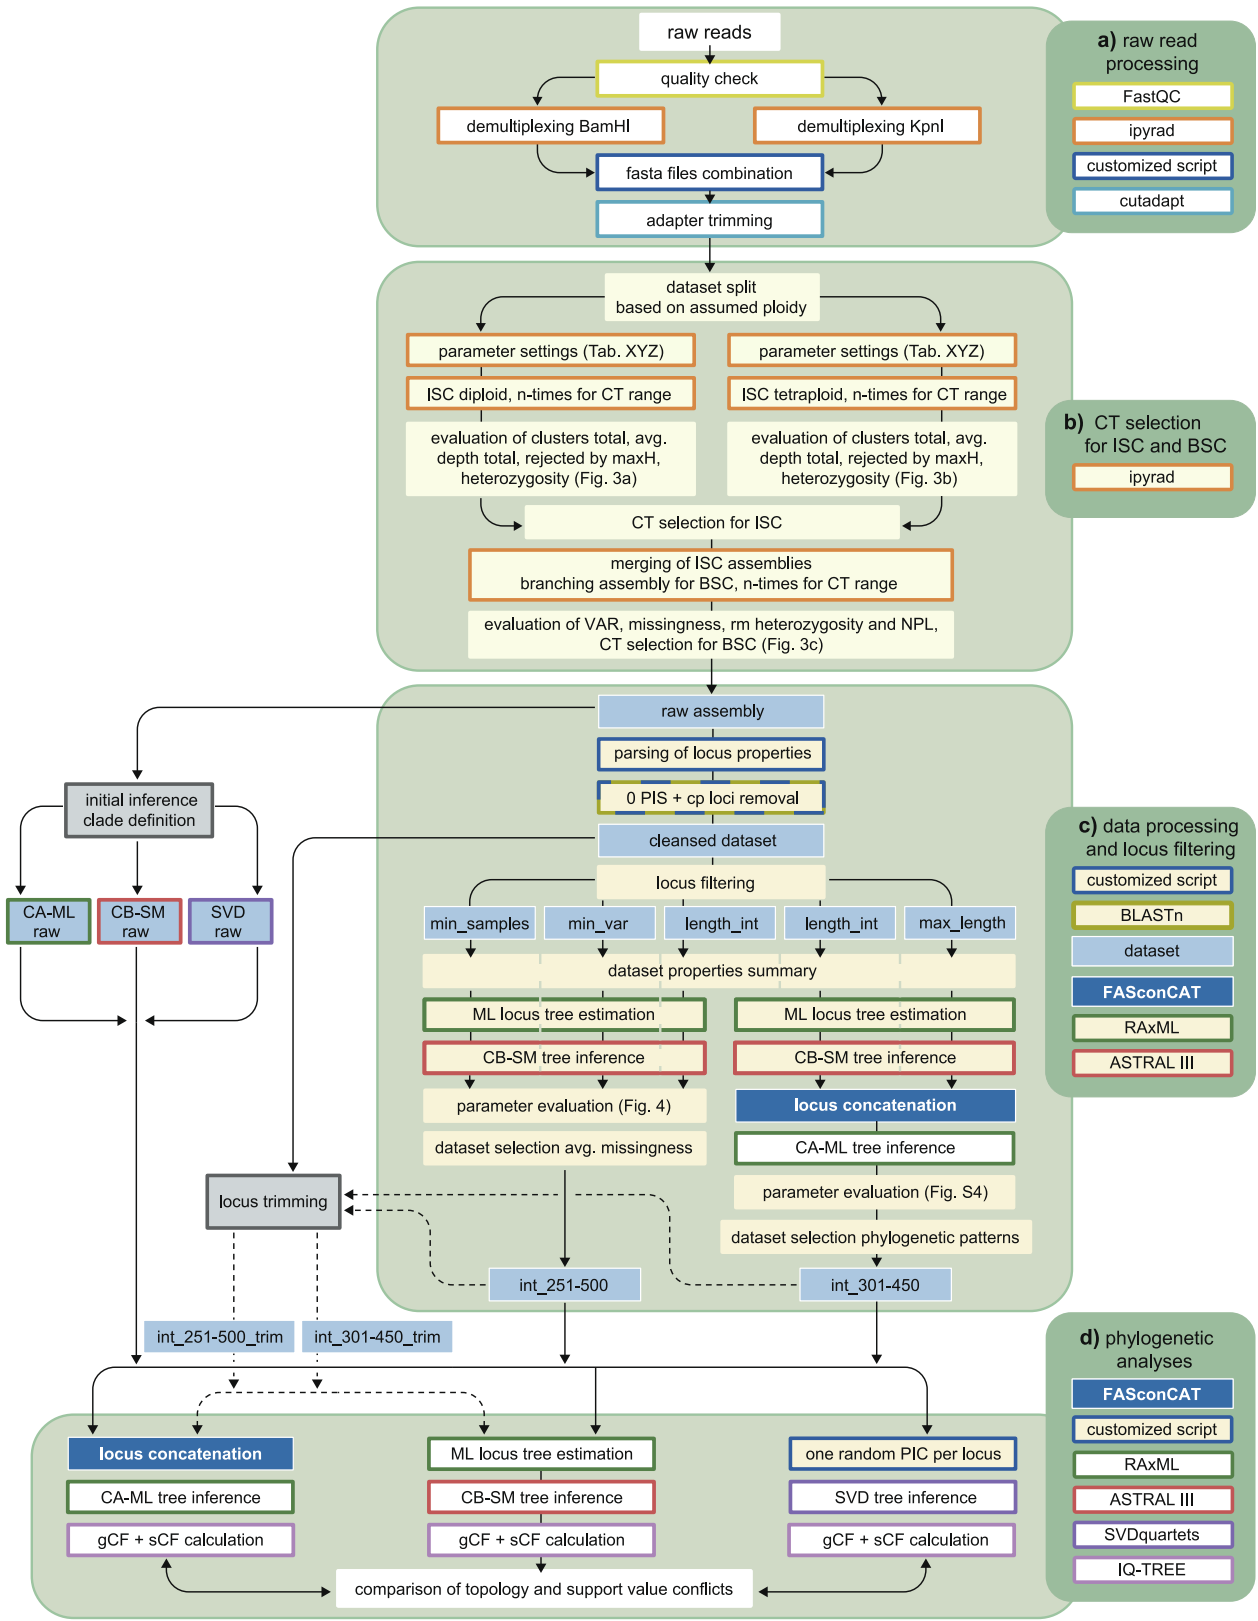 raw reads
quality check
demultiplexing BamHI
demultiplexing KpnI
fasta files combination
adapter trimming
a) raw read
processing
FastQC
ipyrad
customized script
cutadapt
dataset split
based on assumed ploidy
parameter settings (Tab. XYZ)
parameter settings (Tab. XYZ)
ISC diploid, n-times for CT range
ISC tetraploid, n-times for CT range
evaluation of clusters total, avg.
depth total, rejected by maxH,
heterozygosity (Fig. 3a)
evaluation of clusters total, avg.
depth total, rejected by maxH,
heterozygosity (Fig. 3b)
CT selection for ISC
merging of ISC assemblies
branching assembly for BSC, n-times for CT range
evaluation of VAR, missingness, rm heterozygosity and NPL,
CT selection for BSC (Fig. 3c)
b) CT selection
for ISC and BSC
ipyrad
raw assembly
parsing of locus properties
0 PIS + cp loci removal
cleansed dataset
locus filtering
min_samples
min_var
length_int
length_int
max_length
dataset properties summary
ML locus tree estimation
ML locus tree estimation
CB-SM tree inference
CB-SM tree inference
parameter evaluation (Fig. 4)
locus concatenation
dataset selection avg. missingness
CA-ML tree inference
parameter evaluation (Fig. S4)
dataset selection phylogenetic patterns
int_251-500
int_301-450
initial inference
clade definition
CA-ML
raw
CB-SM
raw
SVD
raw
locus trimming
int_251-500_trim
int_301-450_trim
c) data processing
and locus filtering
customized script
BLASTn
dataset
FASconCAT
RAxML
ASTRAL III
locus concatenation
ML locus tree estimation
one random PIC per locus
CA-ML tree inference
CB-SM tree inference
SVD tree inference
gCF + sCF calculation
gCF + sCF calculation
gCF + sCF calculation
comparison of topology and support value conflicts
d) phylogenetic
analyses
FASconCAT
customized script
RAxML
ASTRAL III
SVDquartets
IQ-TREE